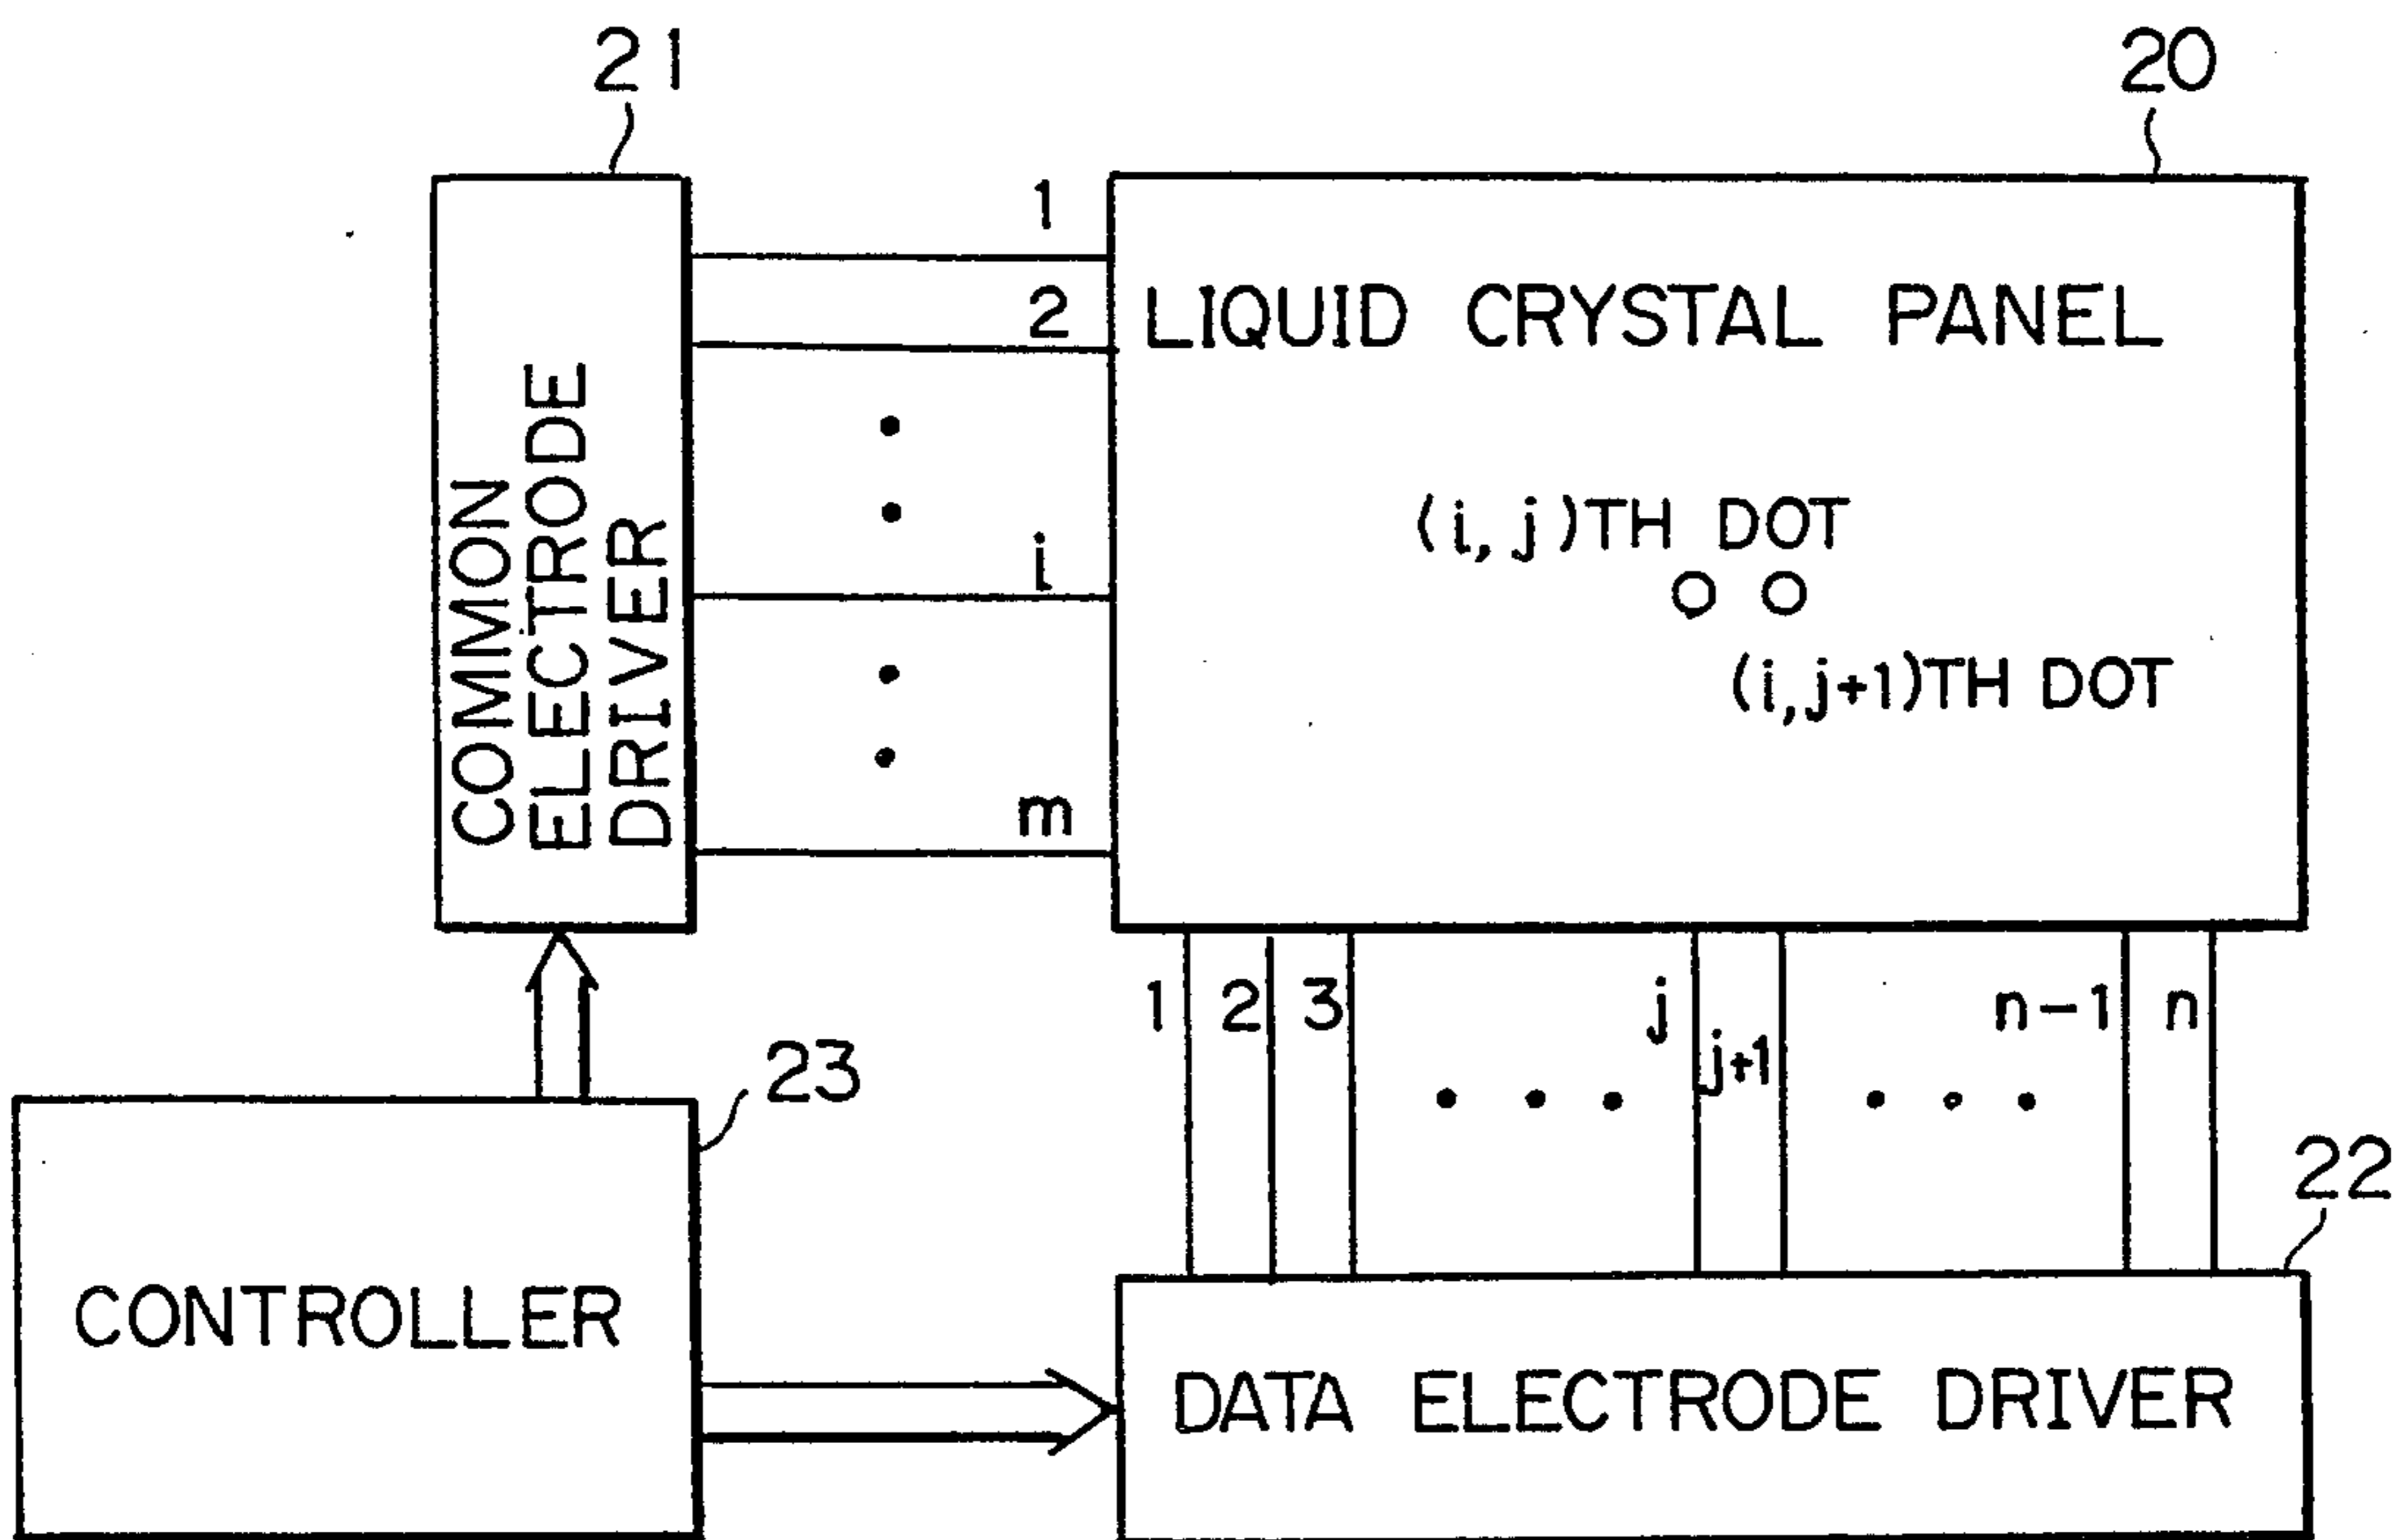 21
20
1
2
i
m
COMMON
ELECTRODE
DRIVER
LIQUID CRYSTAL PANEL
(i, j)TH DOT
(i, j+1)TH DOT
1 2 3 j j+1 n-1 n
23
22
CONTROLLER
DATA ELECTRODE DRIVER